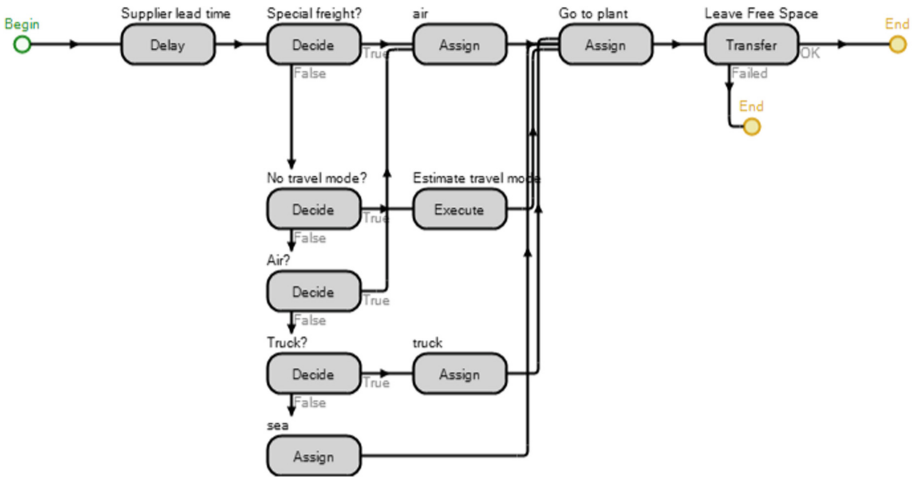 Begin
Supplier lead time
Delay
Special freight?
Decide
True
False
air
Assign
Go to plant
Assign
Leave Free Space
Transfer
OK
Failed
End
End
No travel mode?
Decide
True
False
Estimate travel mode
Execute
Air?
Decide
True
False
Truck?
Decide
True
False
truck
Assign
sea
Assign